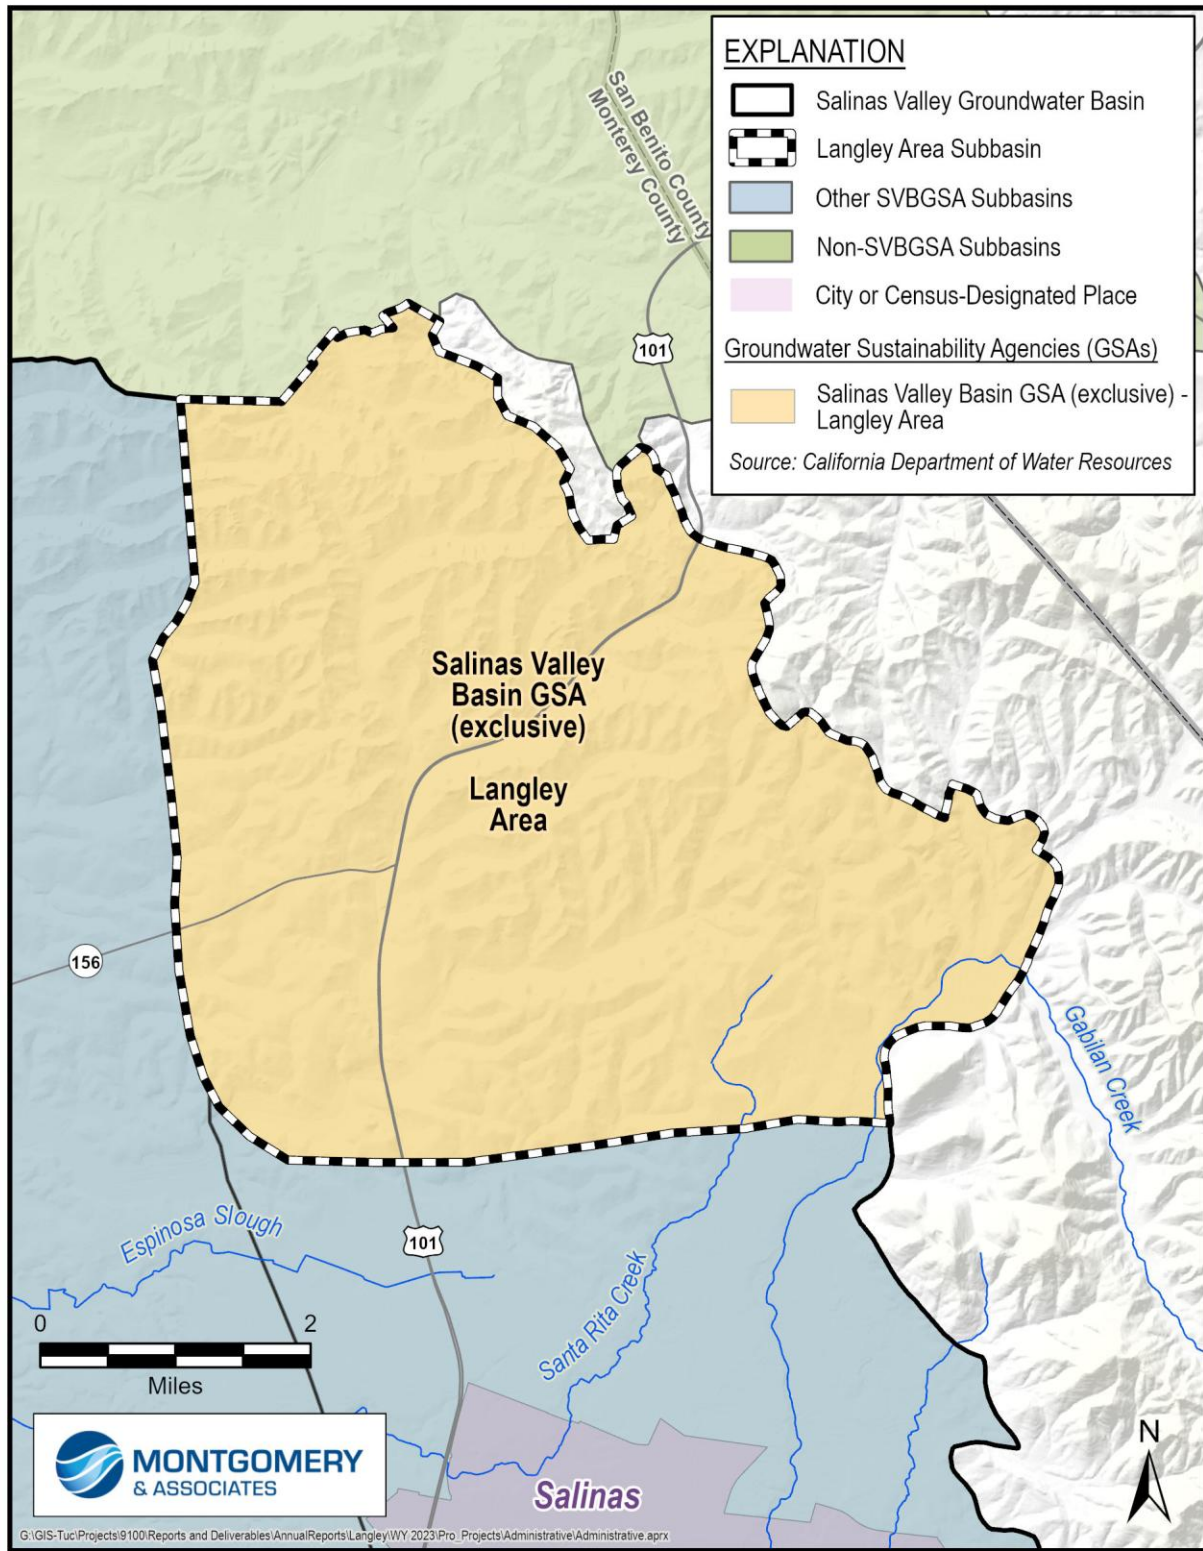 EXPLANATION
Salinas Valley Groundwater Basin
Langley Area Subbasin
Other SVBGSA Subbasins
Non-SVBGSA Subbasins
City or Census-Designated Place
Groundwater Sustainability Agencies (GSAs)
Salinas Valley Basin GSA (exclusive) -
Langley Area
Source: California Department of Water Resources
San Benito County
Monterey County
101
Salinas Valley
Basin GSA
(exclusive)
Langley
Area
156
Gabilan Creek
Espinosa Slough
101
Santa Rita Creek
0 2
Miles
MONTGOMERY
& ASSOCIATES
Salinas
N
G:\GIS-Tuc\Projects\9100\Reports and Deliverables\AnnualReports\Langley\WY 2023\Pro_Projects\Administrative\Administrative.aprx